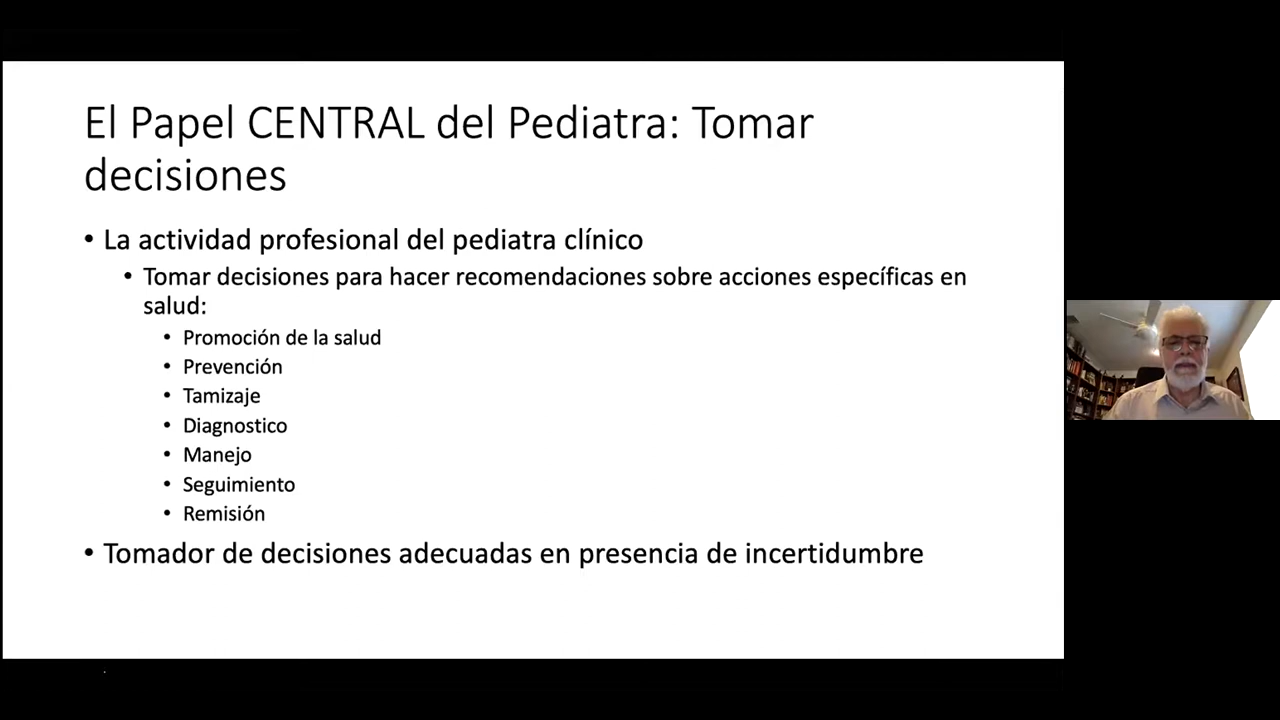 El Papel CENTRAL del Pediatra: Tomar
decisiones
• La actividad profesional del pediatra clínico
• Tomar decisiones para hacer recomendaciones sobre acciones específicas en
salud:
• Promoción de la salud
• Prevención
• Tamizaje
• Diagnostico
• Manejo
• Seguimiento
• Remisión
• Tomador de decisiones adecuadas en presencia de incertidumbre